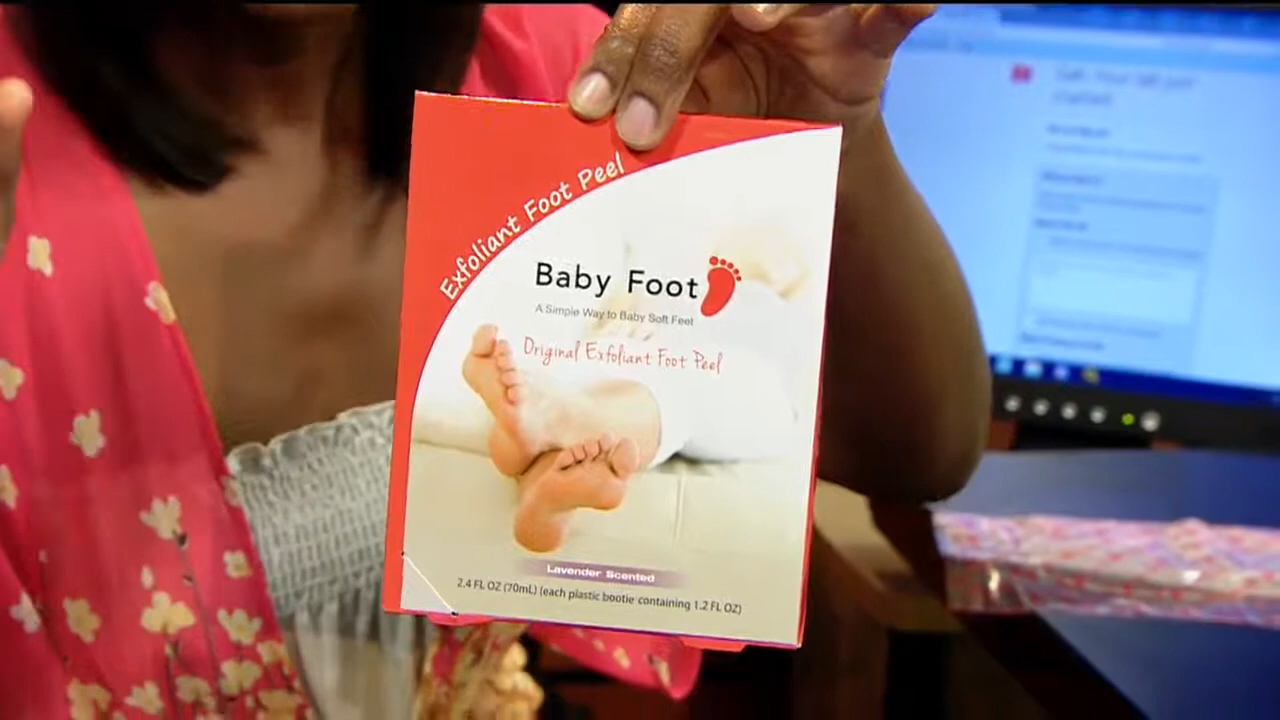 Exfoliant Foot Peel
Baby Foot
A Simple Way to Baby Soft Feet
Original Exfoliant Foot Peel
Lavender Scented
2.4 FL OZ (70mL) (each plastic bootie containing 1.2 FL OZ)